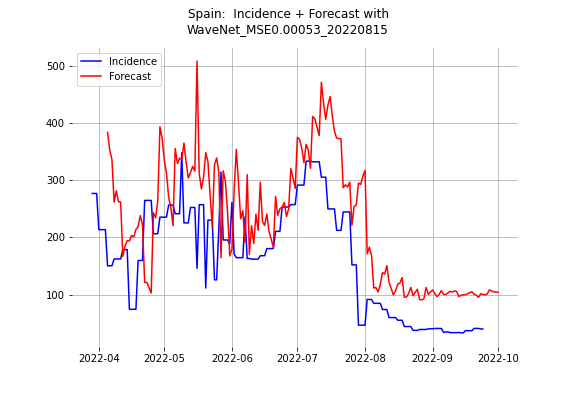 Spain:  Incidence + Forecast with
WaveNet_MSE0.00053_20220815
Incidence
Forecast
500
400
300
200
100
2022-04 2022-05 2022-06 2022-07 2022-08 2022-09 2022-10